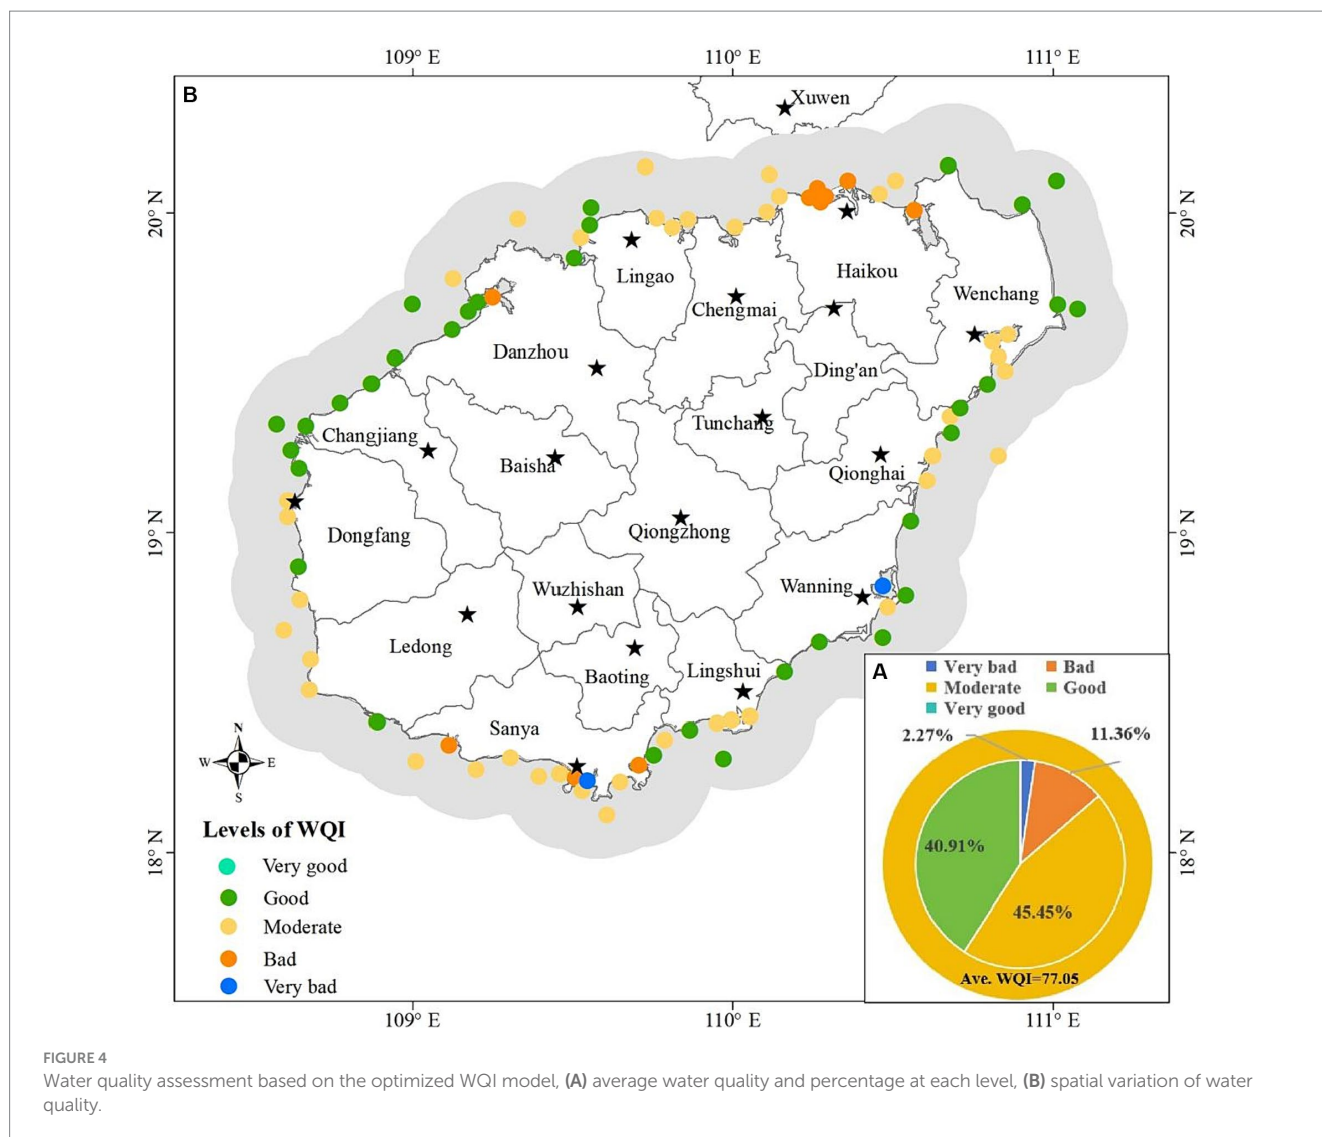 109° E 110° E 111° E
B
Xuwen
20° N
20° N
Lingao
Haikou
Chengmai
Wenchang
Danzhou
Ding'an
Tunchang
Changjiang
Baisha
Qionghai
Dongfang
Qiongzhong
19° N
19° N
Wuzhishan
Wanning
Ledong
Baoting
Lingshui
Sanya
N
W E
S
18° N
18° N
Levels of WQI
Very good
Good
Moderate
Bad
Very bad
A
Very bad Bad
Moderate Good
Very good
2.27% 11.36%
40.91%
45.45%
Ave. WQI=77.05
109° E 110° E 111° E
FIGURE 4
Water quality assessment based on the optimized WQI model, (A) average water quality and percentage at each level, (B) spatial variation of water
quality.